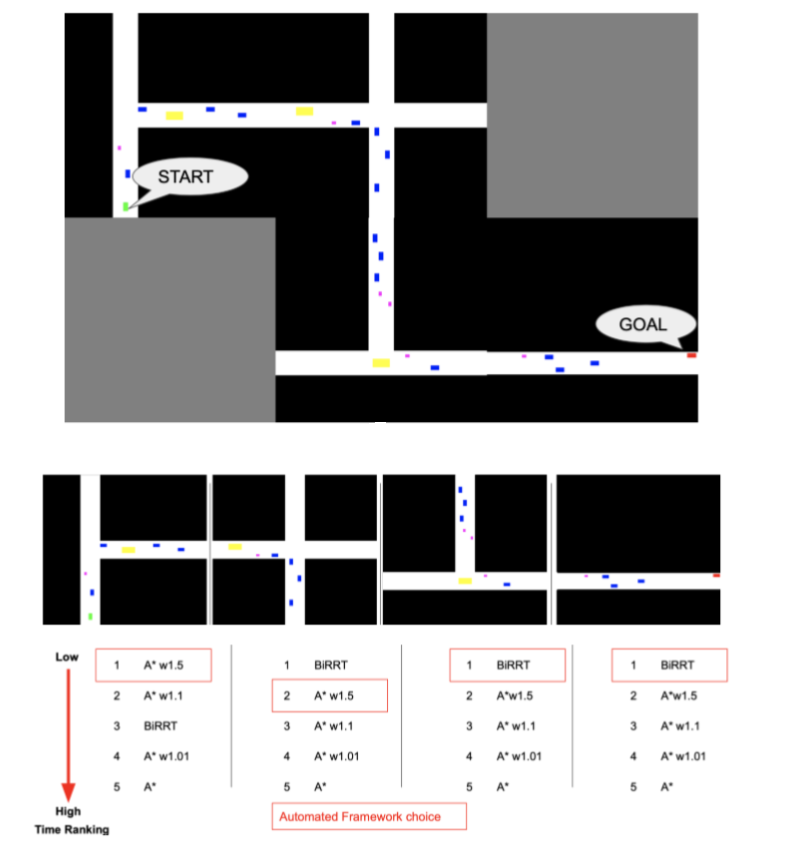 START
GOAL
Low
High
Time Ranking
1 A* w1.5
2 A* w1.1
3 BiRRT
4 A* w1.01
5 A*
1 BiRRT
2 A* w1.5
3 A* w1.1
4 A* w1.01
5 A*
1 BiRRT
2 A*w1.5
3 A* w1.1
4 A* w1.01
5 A*
1 BiRRT
2 A*w1.5
3 A* w1.1
4 A* w1.01
5 A*
Automated Framework choice